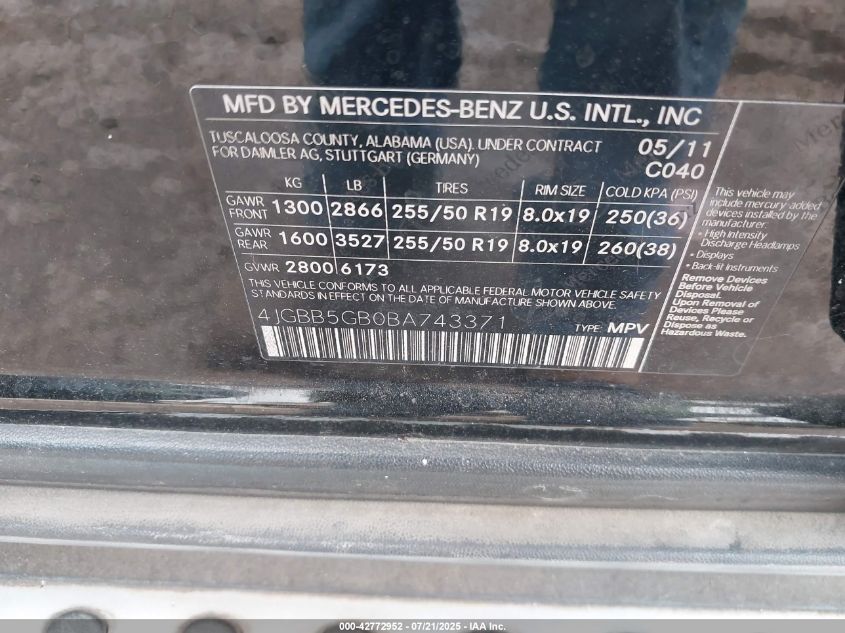 MFD BY MERCEDES-BENZ U.S. INTL., INC
TUSCALOOSA COUNTY, ALABAMA (USA). UNDER CONTRACT
FOR DAIMLER AG, STUTTGART (GERMANY)
05/11
C040
KG LB TIRES RIM SIZE COLD KPA (PSI)
GAWR FRONT 1300 2866 255/50 R19 8.0x19 250(36)
GAWR REAR 1600 3527 255/50 R19 8.0x19 260(38)
GVWR 2800 6173
THIS VEHICLE CONFORMS TO ALL APPLICABLE FEDERAL MOTOR VEHICLE SAFETY
STANDARDS IN EFFECT ON THE DATE OF MANUFACTURE SHOWN ABOVE.
4JGBB5GB0BA743371
TYPE: MPV
This vehicle may
include mercury-added
devices installed by the
manufacturer:
• High Intensity
Discharge Headlamps
• Displays
• Back-lit Instruments
Remove Devices
Before Vehicle
Disposal.
Upon Removal of
Devices Please
Reuse, Recycle or
Dispose as
Hazardous Waste.
000-42772952 - 07/21/2025 - IAA Inc.